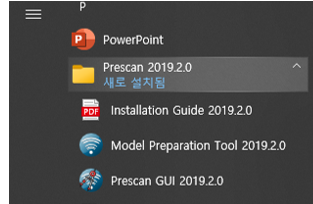 P
PowerPoint
Prescan 2019.2.0
새로 설치됨
PDF
Installation Guide 2019.2.0
Model Preparation Tool 2019.2.0
Prescan GUI 2019.2.0